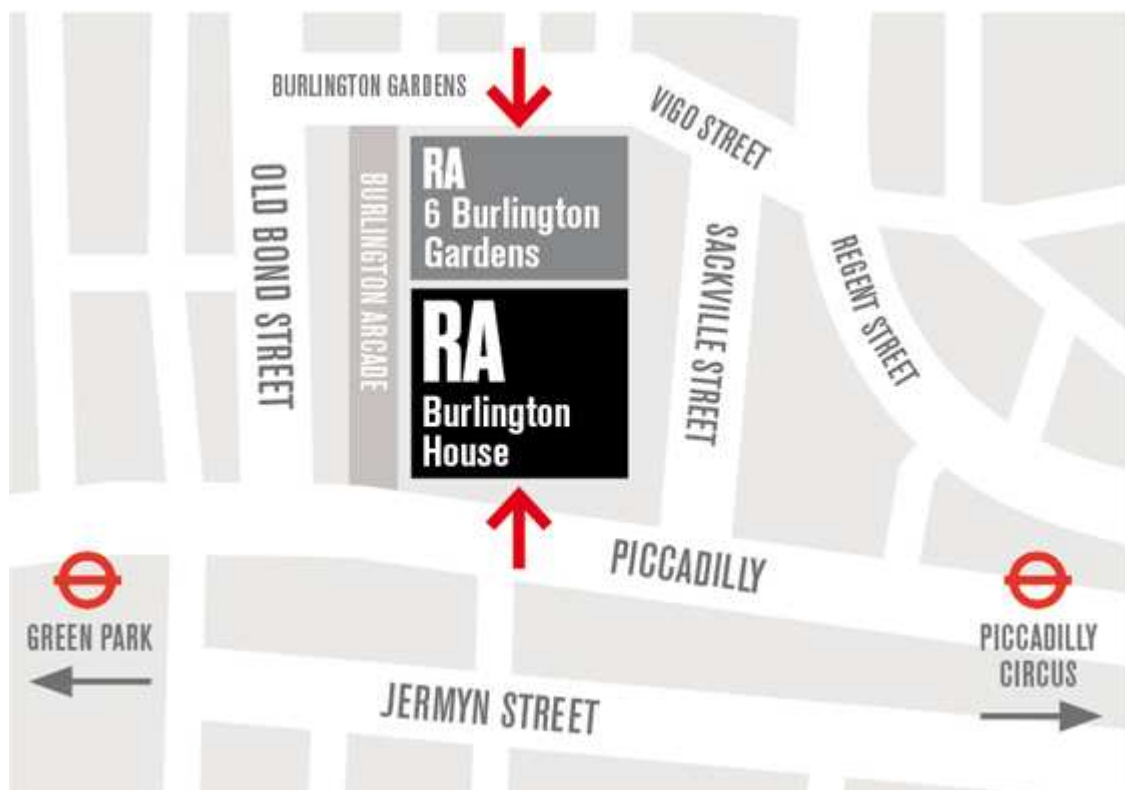 BURLINGTON GARDENS
VIGO STREET
OLD BOND STREET
BURLINGTON ARCADE
RA
6 Burlington
Gardens
RA
Burlington
House
SACKVILLE STREET
REGENT STREET
PICCADILLY
GREEN PARK
PICCADILLY
CIRCUS
JERMYN STREET